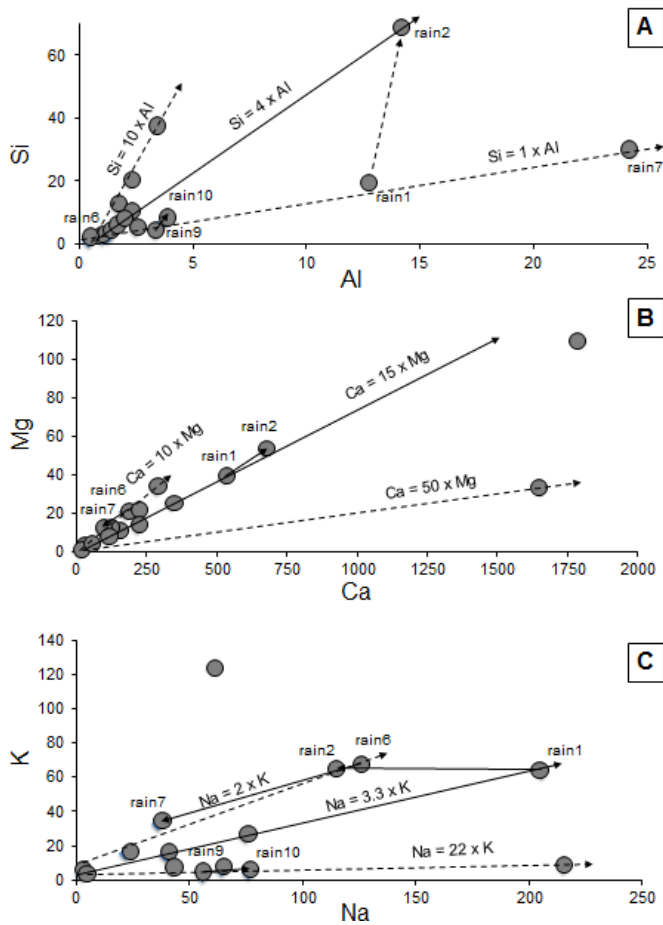 A
60
40
20
0
Si
Si = 10 x Al
Si = 4 x Al
Si = 1 x Al
rain2
rain1
rain7
rain10
rain6
rain9
0
5
10
15
20
25
Al
B
120
100
80
60
40
20
0
Mg
Ca = 15 x Mg
Ca = 10 x Mg
Ca = 50 x Mg
rain2
rain1
rain6
rain7
0
250
500
750
1000
1250
1500
1750
2000
Ca
C
140
120
100
80
60
40
20
0
K
rain6
rain2
rain1
rain7
Na = 2 x K
Na = 3.3 x K
rain9
rain10
Na = 22 x K
0
50
100
150
200
250
Na